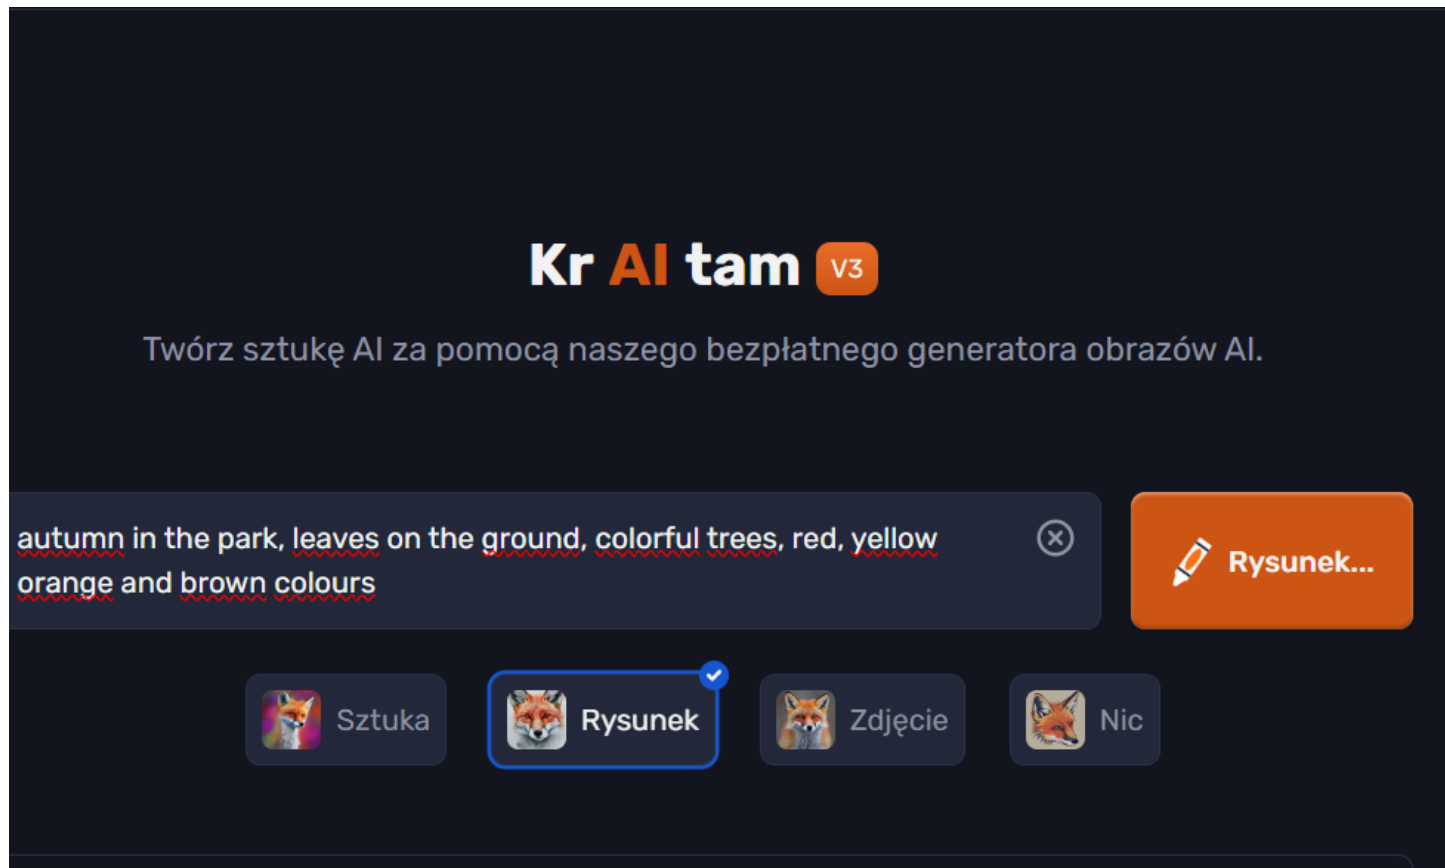 Kr AI tam V3
Twórz sztukę AI za pomocą naszego bezpłatnego generatora obrazów AI.
autumn in the park, leaves on the ground, colorful trees, red, yellow
orange and brown colours
Rysunek...
Sztuka
Rysunek
Zdjęcie
Nic